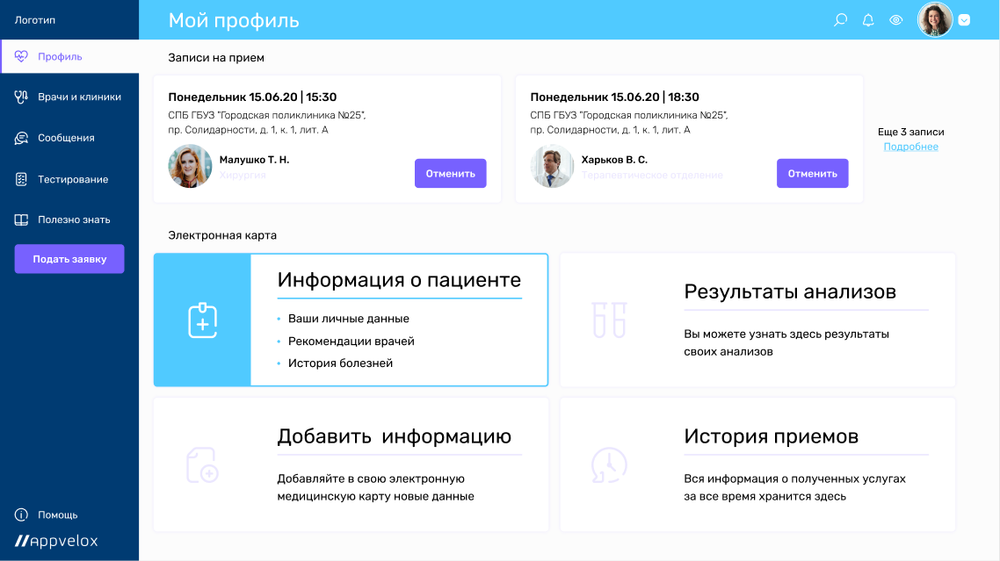 Логотип
Мой профиль
Профиль
Врачи и клиники
Сообщения
Тестирование
Полезно знать
Подать заявку
Помощь
Appvelox
Записи на прием
Понедельник 15.06.20 | 15:30
СПБ ГБУЗ "Городская поликлиника №25",
пр. Солидарности, д. 1, к. 1, лит. А
Малушко Т. Н.
Хирургия
Отменить
Понедельник 15.06.20 | 18:30
СПБ ГБУЗ "Городская поликлиника №25",
пр. Солидарности, д. 1, к. 1, лит. А
Харьков В. С.
Терапевтическое отделение
Отменить
Еще 3 записи
Подробнее
Электронная карта
Информация о пациенте
• Ваши личные данные
• Рекомендации врачей
• История болезней
Результаты анализов
Вы можете узнать здесь результаты
своих анализов
Добавить информацию
Добавляйте в свою электронную
медицинскую карту новые данные
История приемов
Вся информация о полученных услугах
за все время хранится здесь